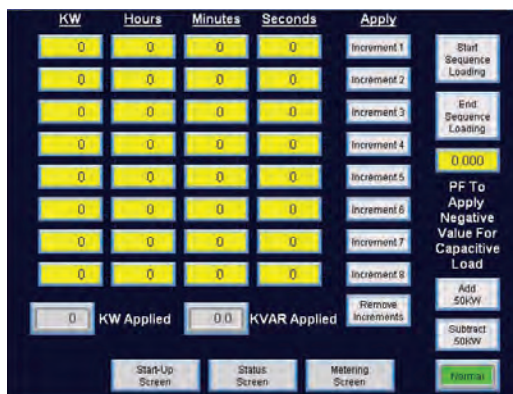 KW Hours Minutes Seconds Apply
0 0 0 0 Increment 1
0 0 0 0 Increment 2
0 0 0 0 Increment 3
0 0 0 0 Increment 4
0 0 0 0 Increment 5
0 0 0 0 Increment 6
0 0 0 0 Increment 7
0 0 0 0 Increment 8
0 KW Applied 0.0 KVAR Applied
Remove
Increments
Start
Sequence
Loading
End
Sequence
Loading
0.000
PF To
Apply
Negative
Value For
Capacitive
Load
Add
50KW
Subtract
50KW
Start-Up
Screen
Status
Screen
Metering
Screen
Normal